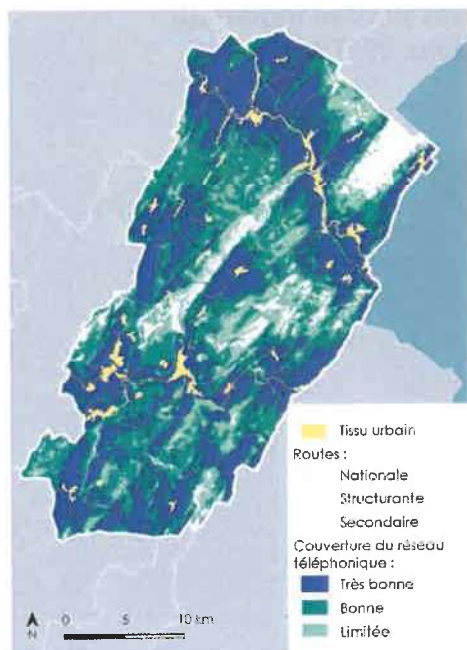 Tissu urbain
Routes :
Nationale
Structurante
Secondaire
Couverture du réseau
téléphonique :
Très bonne
Bonne
Limitée
N
0 5 10 km